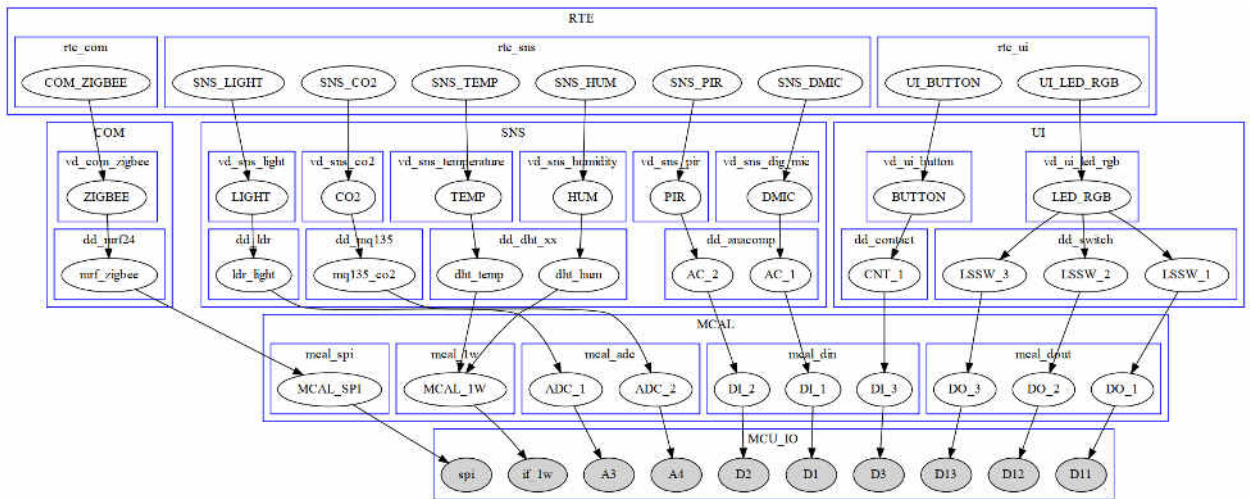 RTE
rte_com
rte_sns
rte_ui
COM_ZIGBEE
SNS_LIGHT
SNS_CO2
SNS_TEMP
SNS_HUM
SNS_PIR
SNS_DMIC
UI_BUTTON
UI_LED_RGB
COM
SNS
UI
vd_com_zigbee
vd_sns_light
vd_sns_co2
vd_sns_temperature
vd_sns_humidity
vd_sns_pir
vd_sns_dig_mic
vd_ui_button
vd_ui_led_rgb
ZIGBEE
LIGHT
CO2
TEMP
HUM
PIR
DMIC
BUTTON
LED_RGB
dd_mrf24
dd_ldr
dd_mq135
dd_dht_xx
dd_anacomp
dd_contact
dd_switch
mrf_zigbee
ldr_light
mq135_co2
dht_temp
dht_hum
AC_2
AC_1
CNT_1
LSSW_3
LSSW_2
LSSW_1
MCAL
mcal_spi
mcal_1w
mcal_adc
mcal_din
mcal_dout
MCAL_SPI
MCAL_1W
ADC_1
ADC_2
DI_2
DI_1
DI_3
DO_3
DO_2
DO_1
MCU_IO
spi
if_1w
A3
A4
D2
D1
D3
D13
D12
D11